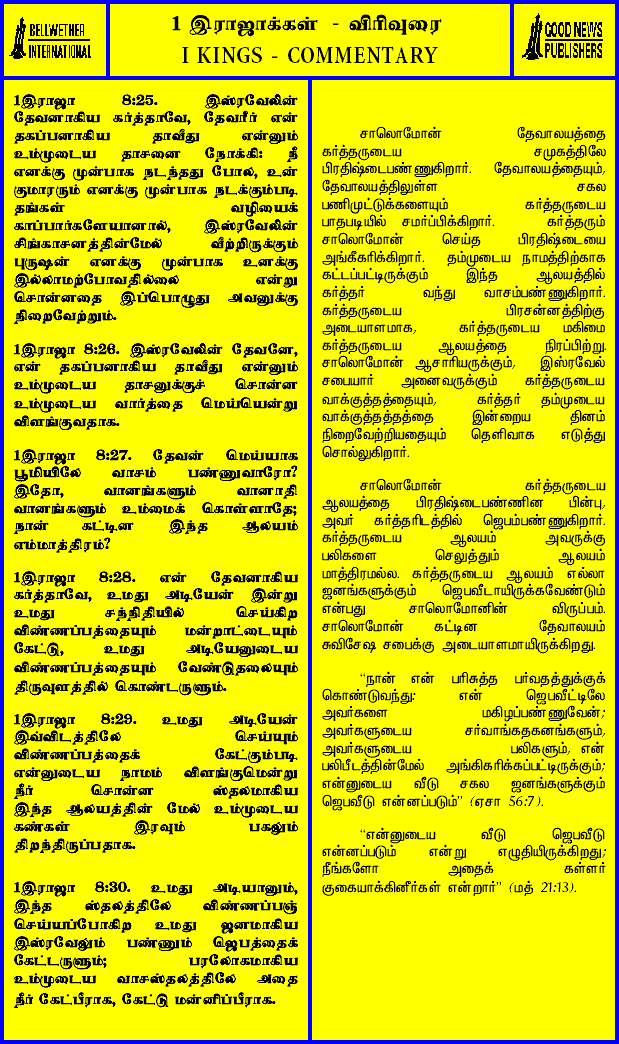 BELLWETHER
INTERNATIONAL
1 இராஜாக்கள் - விரிவுரை
I KINGS - COMMENTARY
GOOD NEWS
PUBLISHERS
1இராஜா 8:25. இஸ்ரவேலின்
தேவனாகிய கர்த்தாவே, தேவரீர் என்
தகப்பனாகிய தாவீது என்னும்
உம்முடைய தாசனை நோக்கி: நீ
எனக்கு முன்பாக நடந்தது போல, உன்
குமாரரும் எனக்கு முன்பாக நடக்கும்படி
தங்கள் வழியைக்
காப்பார்களேயானால், இஸ்ரவேலின்
சிங்காசனத்தின்மேல் வீற்றிருக்கும்
புருஷன் எனக்கு முன்பாக உனக்கு
இல்லாமற்போவதில்லை என்று
சொன்னதை இப்பொழுது அவனுக்கு
நிறைவேற்றும்.
1இராஜா 8:26. இஸ்ரவேலின் தேவனே,
என் தகப்பனாகிய தாவீது என்னும்
உம்முடைய தாசனுக்குச் சொன்ன
உம்முடைய வார்த்தை மெய்யென்று
விளங்குவதாக.
1இராஜா 8:27. தேவன் மெய்யாக
பூமியிலே வாசம் பண்ணுவாரோ?
இதோ, வானங்களும் வானாதி
வானங்களும் உம்மைக் கொள்ளாதே;
நான் கட்டின இந்த ஆலயம்
எம்மாத்திரம்?
1இராஜா 8:28. என் தேவனாகிய
கர்த்தாவே, உமது அடியேன் இன்று
உமது சந்நிதியில் செய்கிற
விண்ணப்பத்தையும் மன்றாட்டையும்
கேட்டு, உமது அடியேனுடைய
விண்ணப்பத்தையும் வேண்டுதலையும்
திருவுளத்தில் கொண்டருளும்.
1இராஜா 8:29. உமது அடியேன்
இவ்விடத்திலே செய்யும்
விண்ணப்பத்தைக் கேட்கும்படி
என்னுடைய நாமம் விளங்குமென்று
நீர் சொன்ன ஸ்தலமாகிய
இந்த ஆலயத்தின் மேல் உம்முடைய
கண்கள் இரவும் பகலும்
திறந்திருப்பதாக.
1இராஜா 8:30. உமது அடியானும்,
இந்த ஸ்தலத்திலே விண்ணப்பஞ்
செய்யப்போகிற உமது ஜனமாகிய
இஸ்ரவேலும் பண்ணும் ஜெபத்தைக்
கேட்டருளும்; பரலோகமாகிய
உம்முடைய வாசஸ்தலத்திலே அதை
நீர் கேட்பீராக, கேட்டு மன்னிப்பீராக.
சாலொமோன் தேவாலயத்தை
கர்த்தருடைய சமுகத்திலே
பிரதிஷ்டைபண்ணுகிறார். தேவாலயத்தையும்,
தேவாலயத்திலுள்ள சகல
பணிமுட்டுக்களையும் கர்த்தருடைய
பாதபடியில் சமர்ப்பிக்கிறார். கர்த்தரும்
சாலொமோன் செய்த பிரதிஷ்டையை
அங்கீகரிக்கிறார். தம்முடைய நாமத்திற்காக
கட்டப்பட்டிருக்கும் இந்த ஆலயத்தில்
கர்த்தர் வந்து வாசம்பண்ணுகிறார்.
கர்த்தருடைய பிரசன்னத்திற்கு
அடையாளமாக, கர்த்தருடைய மகிமை
கர்த்தருடைய ஆலயத்தை நிரப்பிற்று.
சாலொமோன் ஆசாரியருக்கும், இஸ்ரவேல்
சபையார் அனைவருக்கும் கர்த்தருடைய
வாக்குத்தத்தையும், கர்த்தர் தம்முடைய
வாக்குத்தத்தத்தை இன்றைய தினம்
நிறைவேற்றியதையும் தெளிவாக எடுத்து
சொல்லுகிறார்.
சாலொமோன் கர்த்தருடைய
ஆலயத்தை பிரதிஷ்டைபண்ணின பின்பு,
அவர் கர்த்தரிடத்தில் ஜெபம்பண்ணுகிறார்.
கர்த்தருடைய ஆலயம் அவருக்கு
பலிகளை செலுத்தும் ஆலயம்
மாத்திரமல்ல. கர்த்தருடைய ஆலயம் எல்லா
ஜனங்களுக்கும் ஜெபவீடாயிருக்கவேண்டும்
என்பது சாலொமோனின் விருப்பம்.
சாலொமோன் கட்டின தேவாலயம்
சுவிசேஷ சபைக்கு அடையாளமாயிருக்கிறது.
“நான் என் பரிசுத்த பர்வதத்துக்குக்
கொண்டுவந்து: என் ஜெபவீட்டிலே
அவர்களை மகிழப்பண்ணுவேன்;
அவர்களுடைய சர்வாங்கதகனங்களும்,
அவர்களுடைய பலிகளும், என்
பலிபீடத்தின்மேல் அங்கிகரிக்கப்பட்டிருக்கும்;
என்னுடைய வீடு சகல ஜனங்களுக்கும்
ஜெபவீடு என்னப்படும்” (ஏசா 56:7).
“என்னுடைய வீடு ஜெபவீடு
என்னப்படும் என்று எழுதியிருக்கிறது;
நீங்களோ அதைக் கள்ளர்
குகையாக்கினீர்கள் என்றார்” (மத் 21:13).